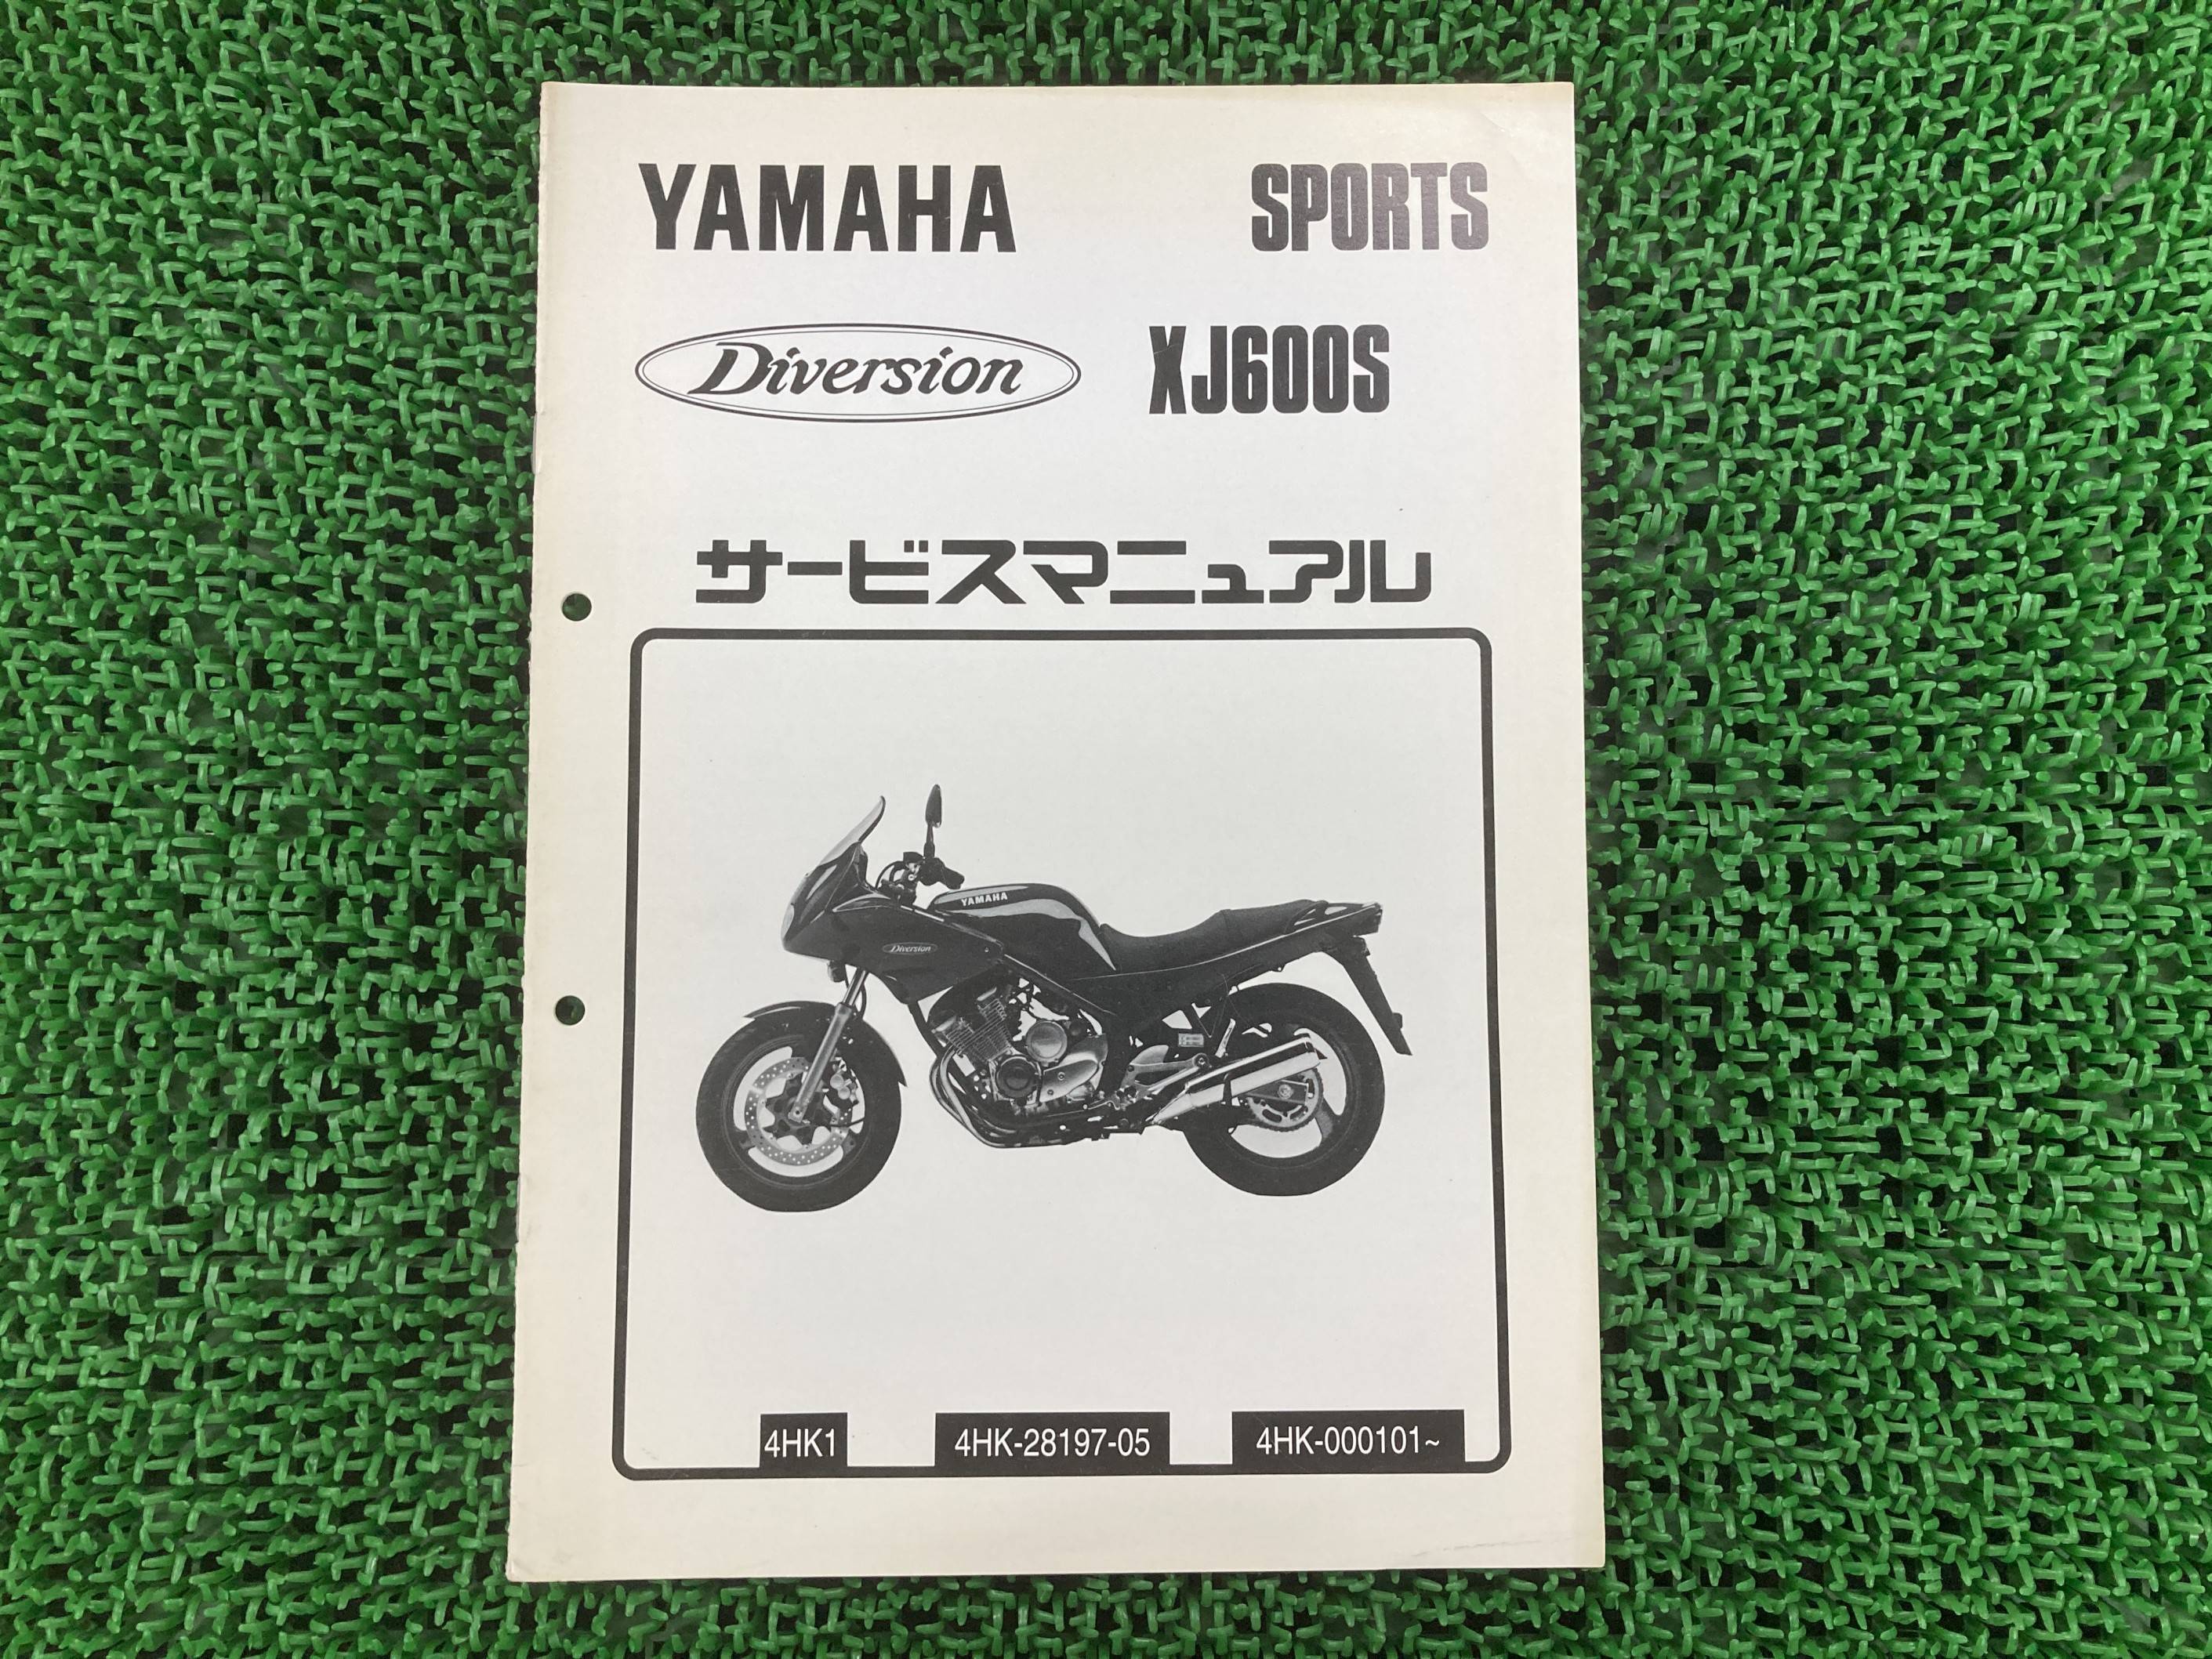 YAMAHA SPORTS
Diversion XJ600S
サービスマニュアル
YAMAHA
Diversion
4HK1 4HK-28197-05 4HK-000101~